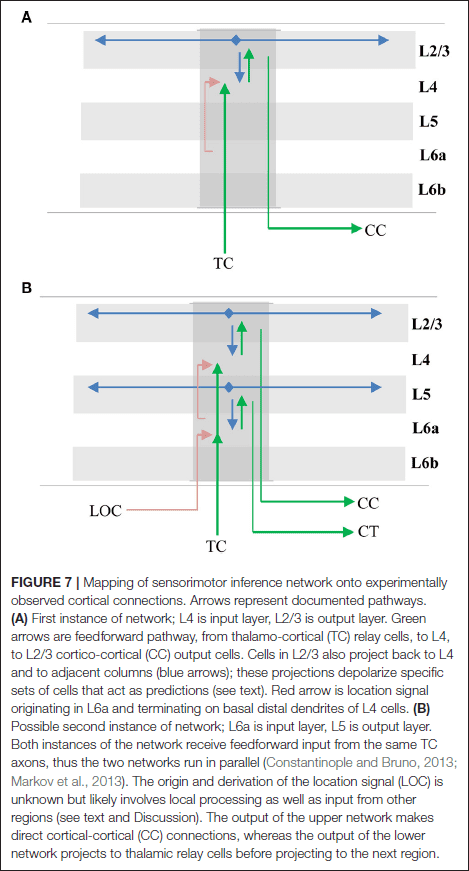 A
L2/3
L4
L5
L6a
L6b
CC
TC
B
L2/3
L4
L5
L6a
L6b
LOC
CC
TC
CT
FIGURE 7 | Mapping of sensorimotor inference network onto experimentally
observed cortical connections. Arrows represent documented pathways.
(A) First instance of network; L4 is input layer, L2/3 is output layer. Green
arrows are feedforward pathway, from thalamo-cortical (TC) relay cells, to L4,
to L2/3 cortico-cortical (CC) output cells. Cells in L2/3 also project back to L4
and to adjacent columns (blue arrows); these projections depolarize specific
sets of cells that act as predictions (see text). Red arrow is location signal
originating in L6a and terminating on basal distal dendrites of L4 cells. (B)
Possible second instance of network; L6a is input layer, L5 is output layer.
Both instances of the network receive feedforward input from the same TC
axons, thus the two networks run in parallel (Constantinople and Bruno, 2013;
Markov et al., 2013). The origin and derivation of the location signal (LOC) is
unknown but likely involves local processing as well as input from other
regions (see text and Discussion). The output of the upper network makes
direct cortical-cortical (CC) connections, whereas the output of the lower
network projects to thalamic relay cells before projecting to the next region.